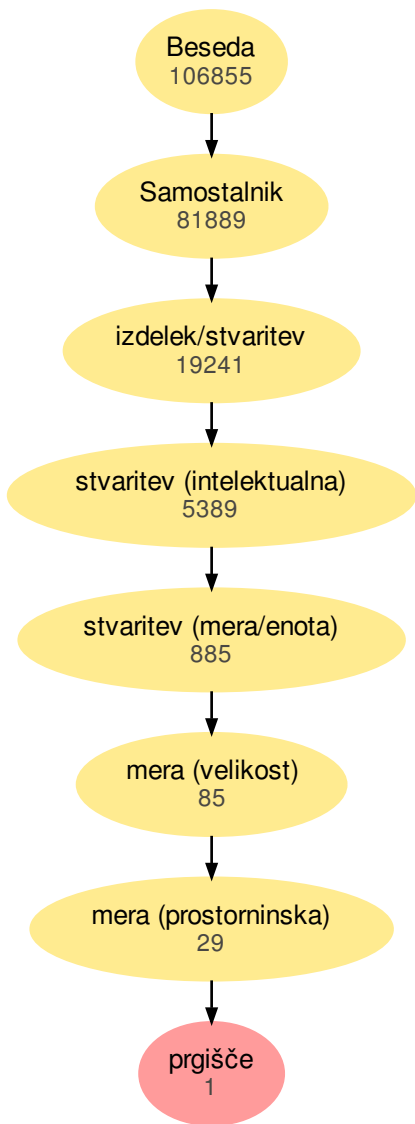 Beseda
106855
Samostalnik
81889
izdelek/stvaritev
19241
stvaritev (intelektualna)
5389
stvaritev (mera/enota)
885
mera (velikost)
85
mera (prostorninska)
29
prgišče
1